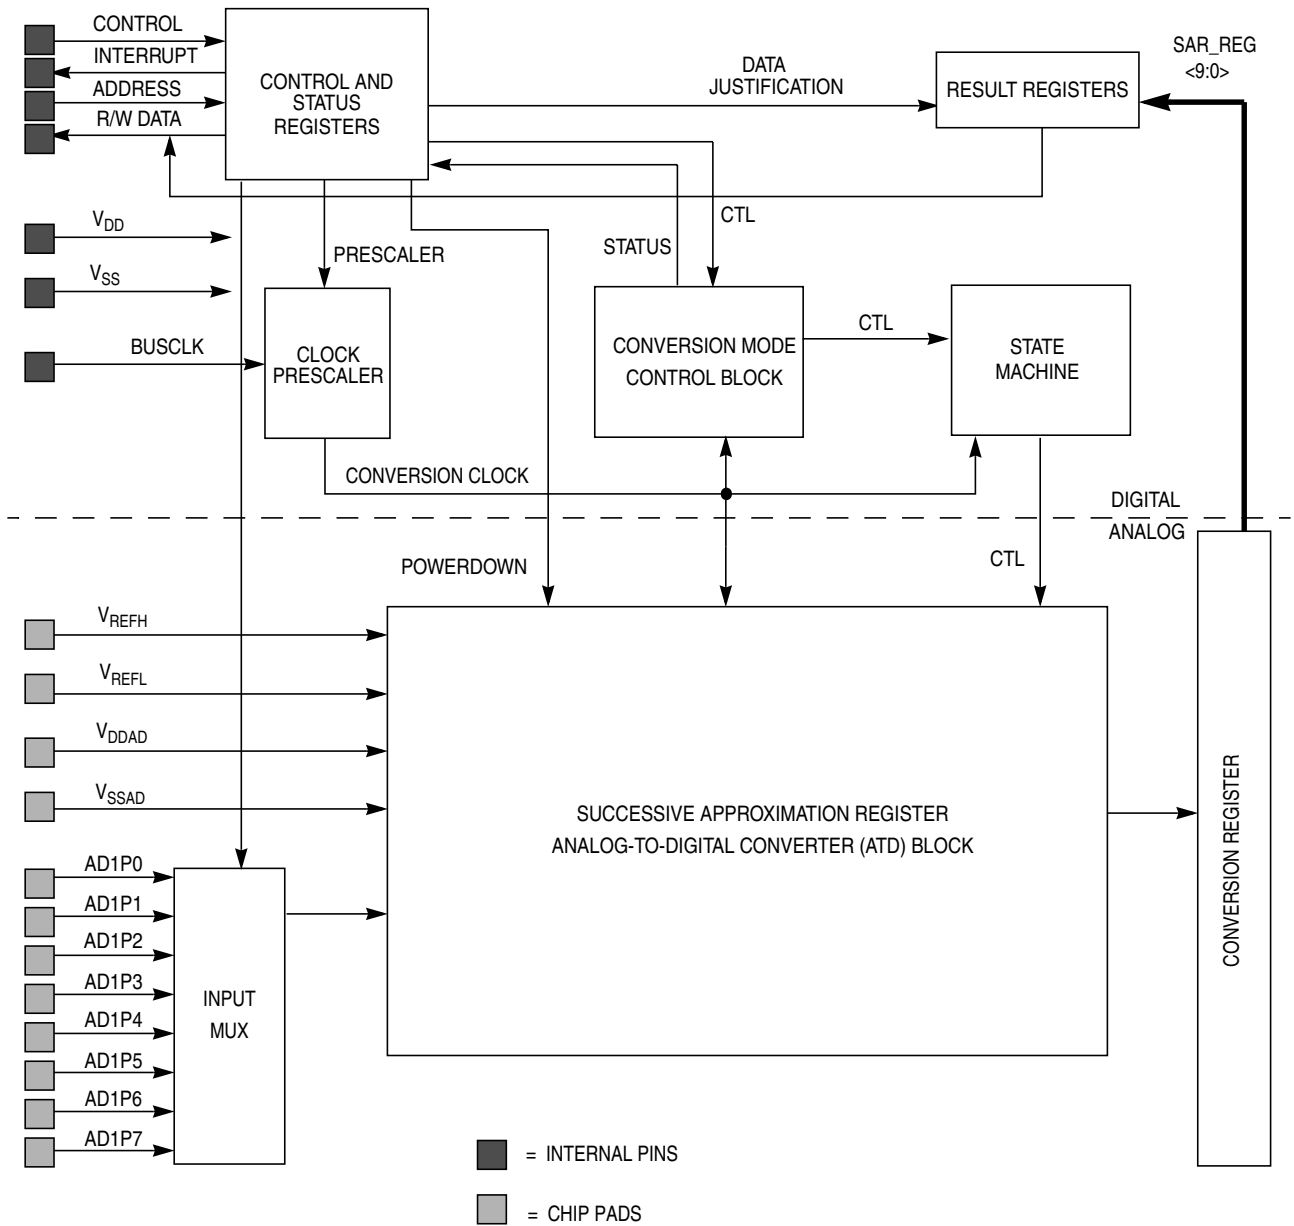 CONTROL
INTERRUPT
ADDRESS
R/W DATA
CONTROL AND
STATUS
REGISTERS
DATA
JUSTIFICATION
RESULT REGISTERS
SAR_REG
<9:0>
VDD
VSS
BUSCLK
PRESCALER
CLOCK
PRESCALER
STATUS
CTL
CONVERSION MODE
CONTROL BLOCK
CTL
STATE
MACHINE
CONVERSION CLOCK
DIGITAL
ANALOG
POWERDOWN
CTL
VREFH
VREFL
VDDAD
VSSAD
SUCCESSIVE APPROXIMATION REGISTER
ANALOG-TO-DIGITAL CONVERTER (ATD) BLOCK
CONVERSION REGISTER
AD1P0
AD1P1
AD1P2
AD1P3
AD1P4
AD1P5
AD1P6
AD1P7
INPUT
MUX
= INTERNAL PINS
= CHIP PADS